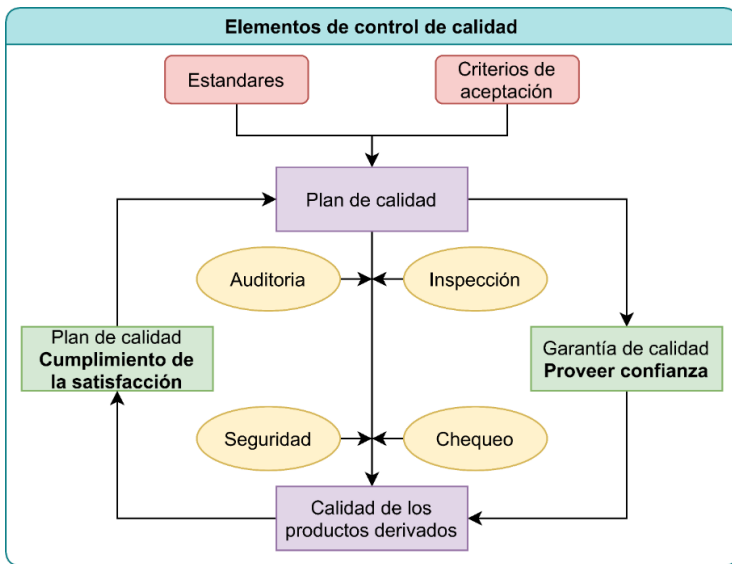 Elementos de control de calidad
Estandares
Criterios de
aceptación
Plan de calidad
Auditoria
Inspección
Plan de calidad
Cumplimiento de
la satisfacción
Garantía de calidad
Proveer confianza
Seguridad
Chequeo
Calidad de los
productos derivados